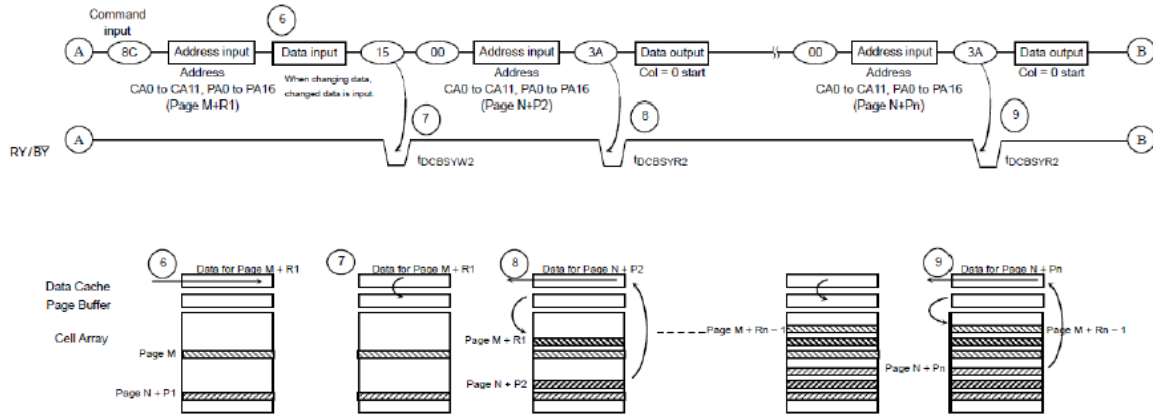 Command
input
6
A 8C Address input Data input 15 00 Address input 3A Data output 00 Address input 3A Data output B
Address
When changing data,
changed data is input.
Address
Col = 0 start
Address
Col = 0 start
CA0 to CA11, PA0 to PA16
CA0 to CA11, PA0 to PA16
CA0 to CA11, PA0 to PA16
(Page M+R1)
(Page N+P2)
(Page N+Pn)
7
8
9
RY/BY A B
tDCBSYW2
tDCBSYR2
tDCBSYR2
6
7
8
9
Data for Page M + R1
Data for Page M + R1
Data for Page N + P2
Data for Page N + Pn
Data Cache
Page Buffer
Cell Array
Page M + R1
Page M + Rn − 1
Page M + Rn − 1
Page M
Page N + P2
Page N + Pn
Page N + P1